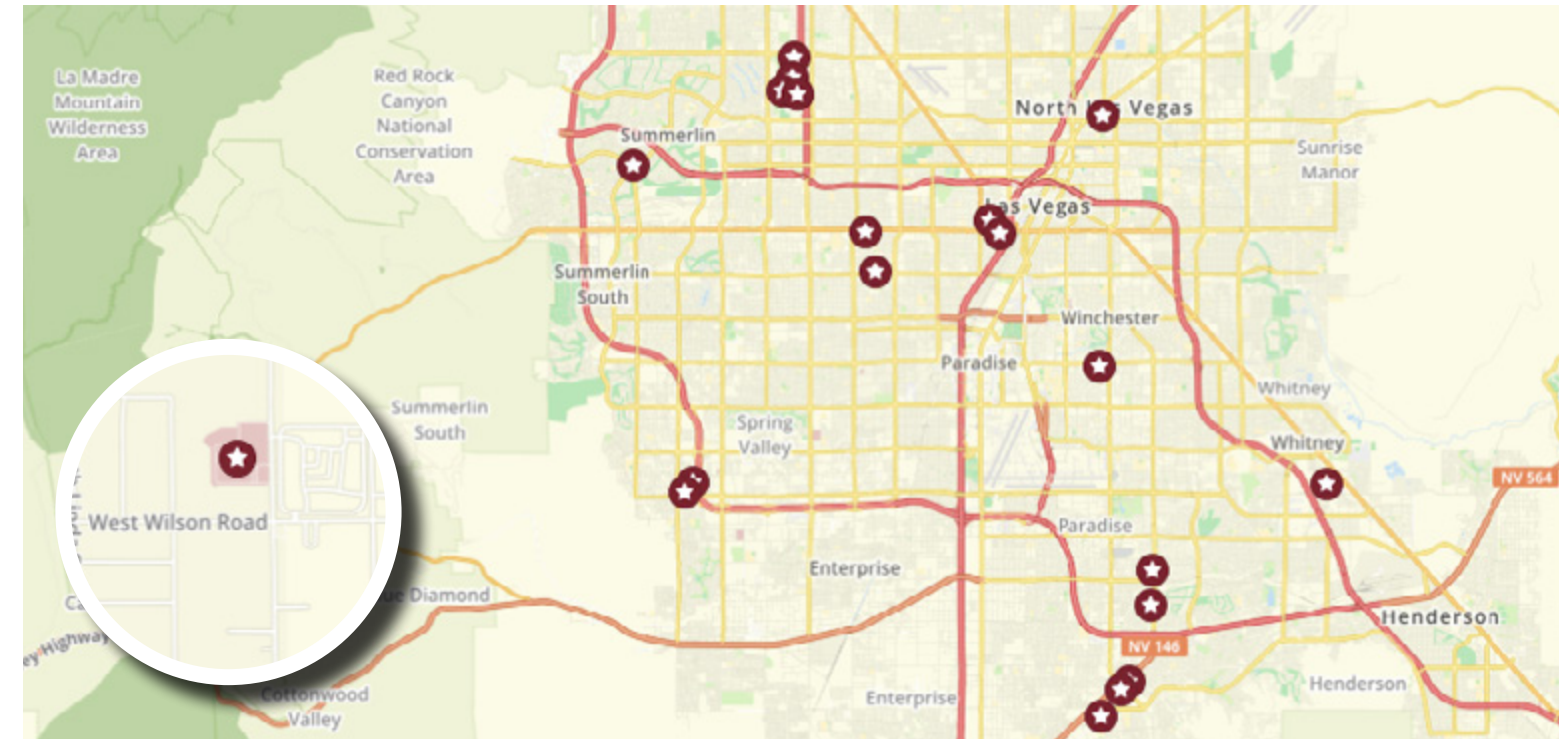 La Madre
Mountain
Wilderness
Area
Red Rock
Canyon
National
Conservation
Area
Summerlin
North Vegas
Sunrise
Manor
Las Vegas
Summerlin
South
Winchester
Paradise
Whitney
Summerlin
South
Spring
Valley
Whitney
NV 564
West Wilson Road
Paradise
Enterprise
Diamond
Henderson
NV 146
Highway
Cottonwood
Valley
Enterprise
Henderson